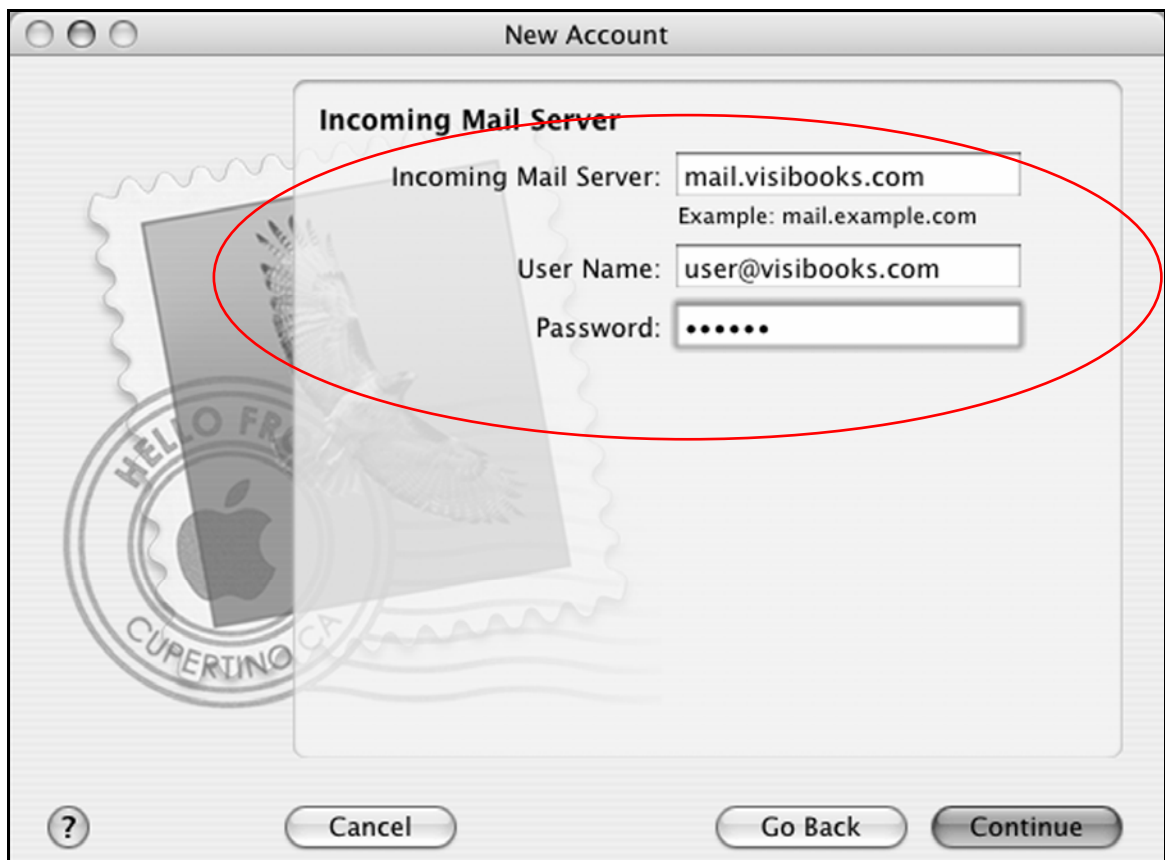 New Account
Incoming Mail Server
Incoming Mail Server: mail.visibooks.com
Example: mail.example.com
User Name: user@visibooks.com
Password: ••••••
HELLO FRO
CUPERTINO CA
? Cancel Go Back Continue